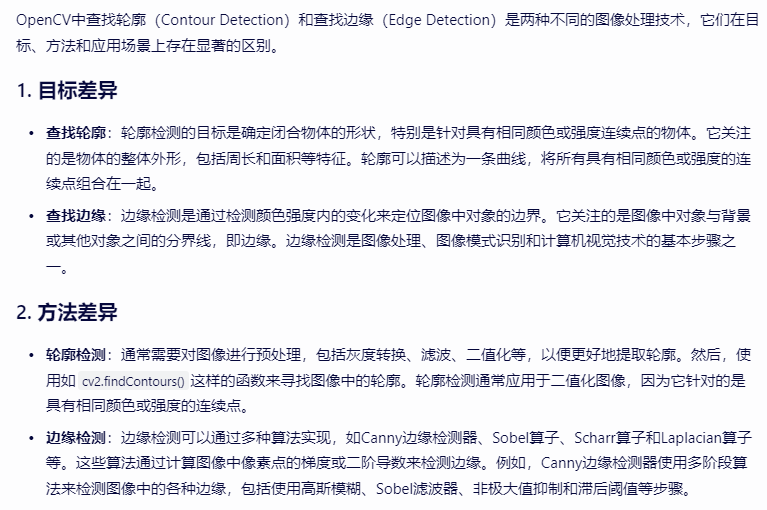 OpenCV中查找轮廓（Contour Detection）和查找边缘（Edge Detection）是两种不同的图像处理技术，它们在目
标、方法和应用场景上存在显著的区别。
1. 目标差异
• 查找轮廓：轮廓检测的目标是确定闭合物体的形状，特别是针对具有相同颜色或强度连续点的物体。它关注
的是物体的整体外形，包括周长和面积等特征。轮廓可以描述为一条曲线，将所有具有相同颜色或强度的连
续点组合在一起。
• 查找边缘：边缘检测是通过检测颜色强度内的变化来定位图像中对象的边界。它关注的是图像中对象与背景
或其他对象之间的分界线，即边缘。边缘检测是图像处理、图像模式识别和计算机视觉技术的基本步骤之
一。
2. 方法差异
• 轮廓检测：通常需要对图像进行预处理，包括灰度转换、滤波、二值化等，以便更好地提取轮廓。然后，使
用如 cv2.findContours() 这样的函数来寻找图像中的轮廓。轮廓检测通常应用于二值化图像，因为它针对的是
具有相同颜色或强度的连续点。
• 边缘检测：边缘检测可以通过多种算法实现，如Canny边缘检测器、Sobel算子、Scharr算子和Laplacian算子
等。这些算法通过计算图像中像素点的梯度或二阶导数来检测边缘。例如，Canny边缘检测器使用多阶段算
法来检测图像中的各种边缘，包括使用高斯模糊、Sobel滤波器、非极大值抑制和滞后阈值等步骤。